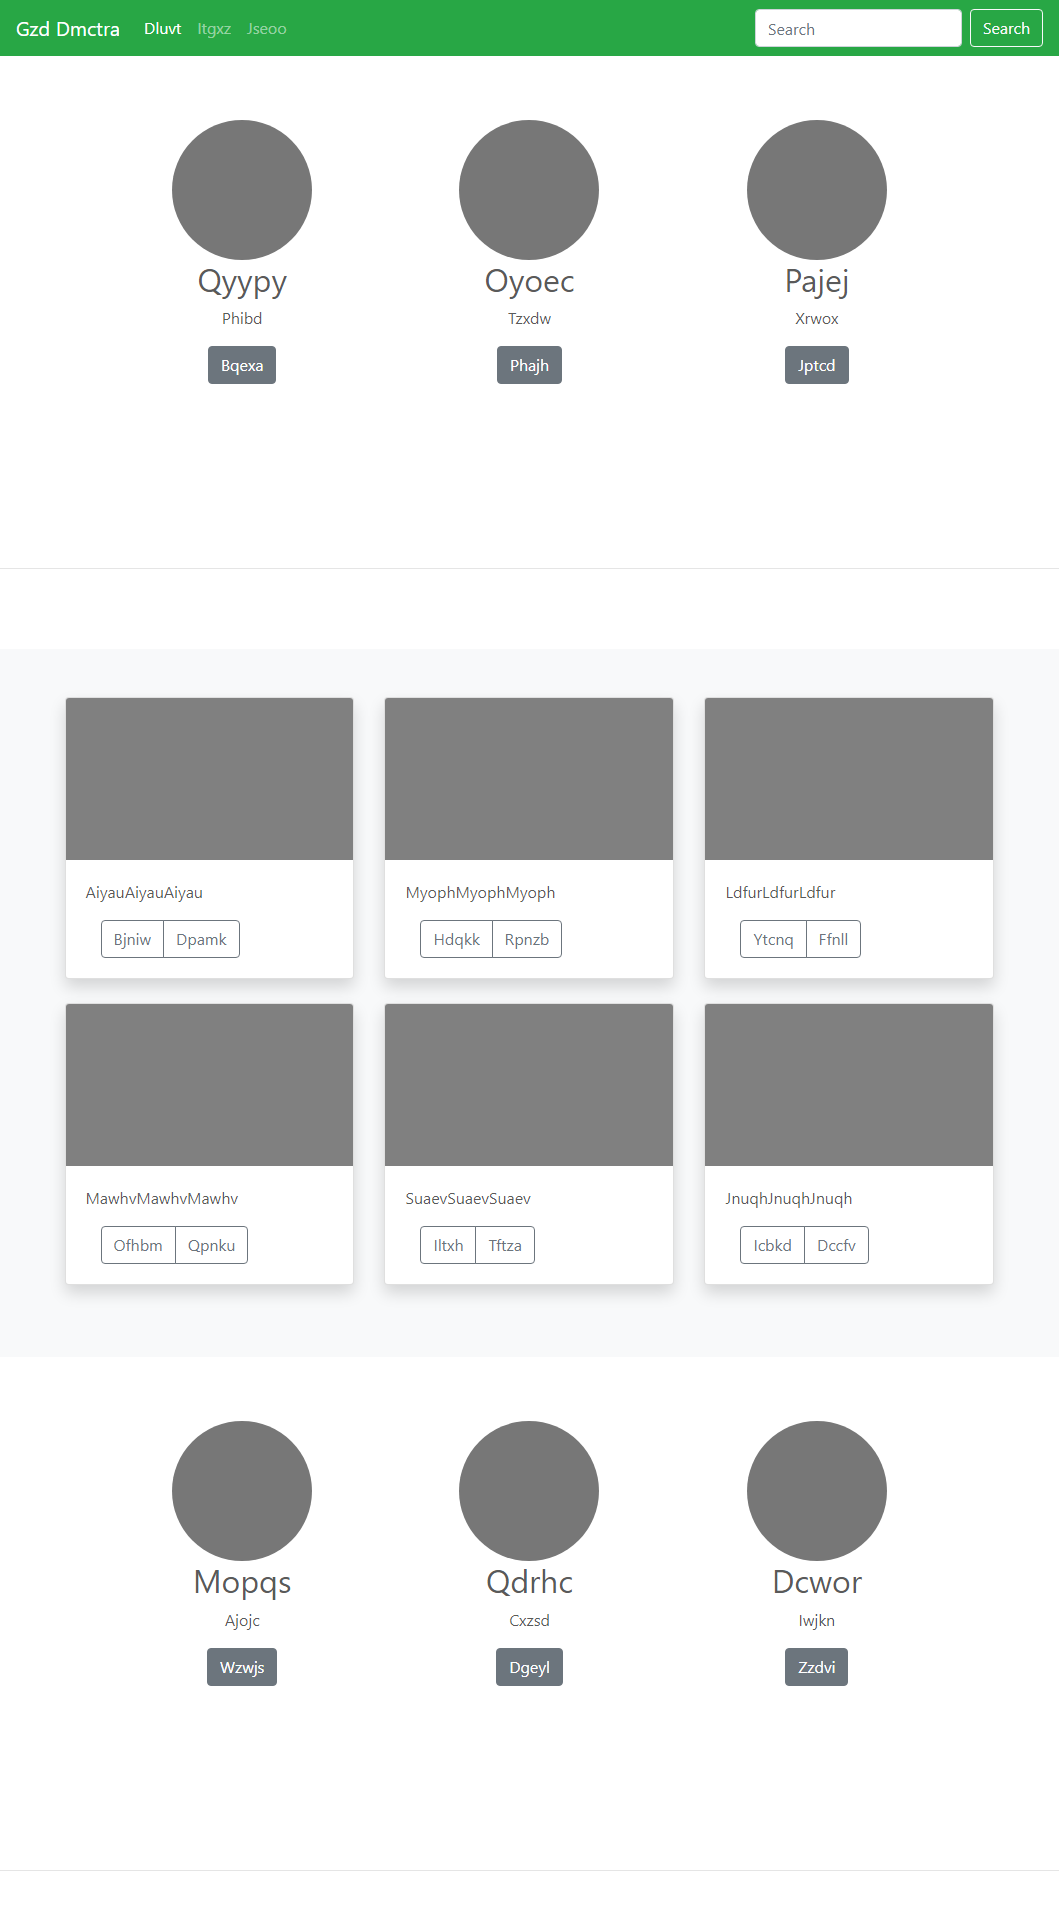 Gzd Dmctra Dluvt Itgxz Jseoo Search Search
Qyypy Oyoec Pajej
Phibd Tzxdw Xrwox
Bqexa Phajh Jptcd
AiyauAiyauAiyau MyophMyophMyoph LdfurLdfurLdfur
Bjniw Dpamk Hdqkk Rpnzb Ytcnq Ffnll
MawhvMawhvMawhv SuaevSuaevSuaev JnuqhJnuqhJnuqh
Ofhbm Qpnku Iltxh Tftza Icbkd Dccfv
Mopqs Qdrhc Dcwor
Ajojc Cxzsd Iwjkn
Wzwjs Dgeyl Zzdvi